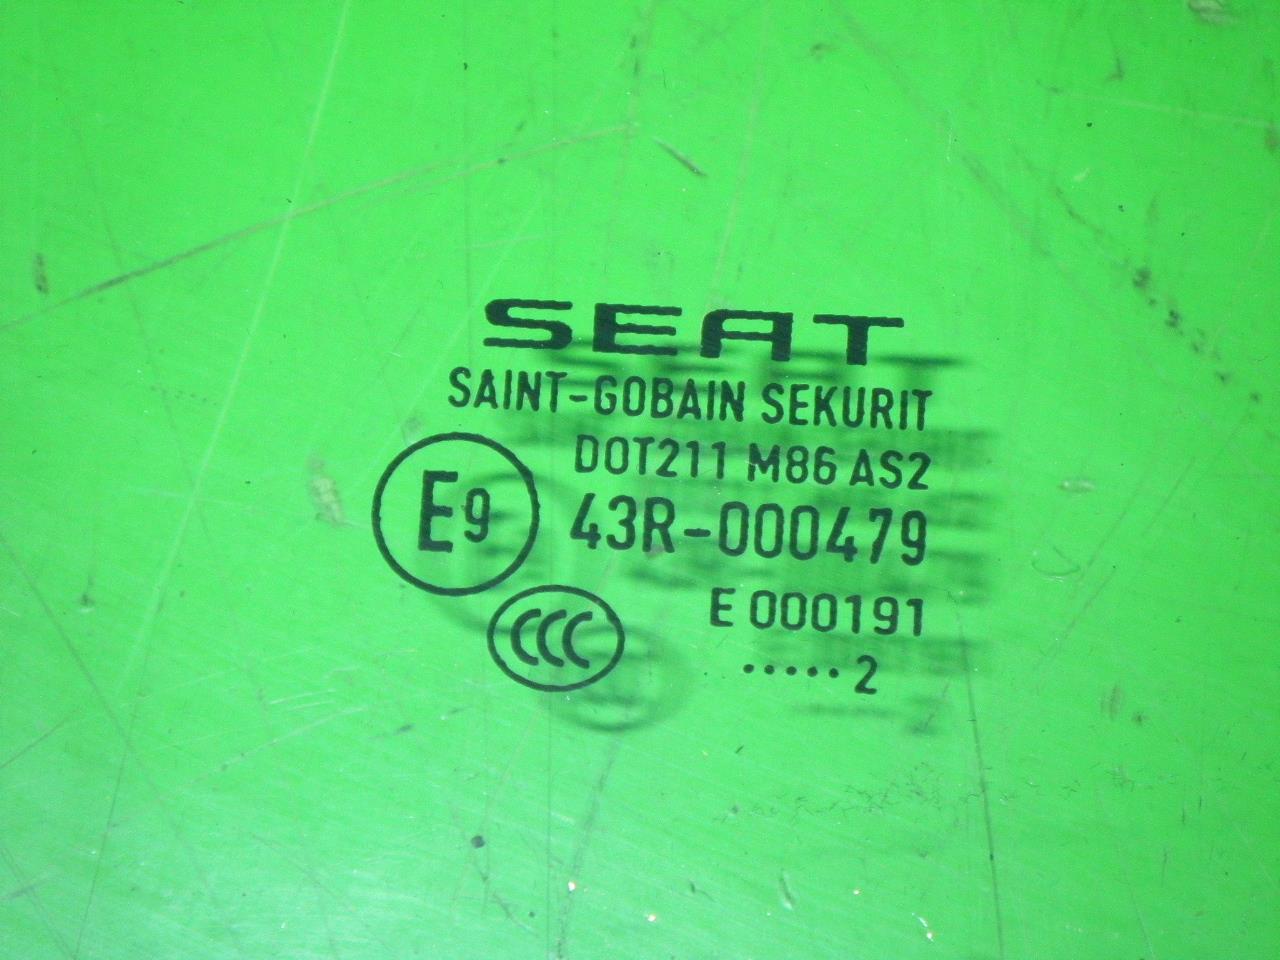 SEAT
SAINT-GOBAIN SEKURIT
DOT211 M86 AS2
E9 43R-000479
E 000191
CCC ·····2